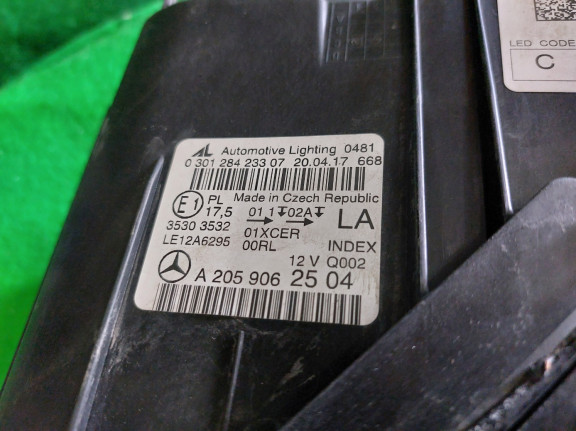 LED CODE
C
AL Automotive Lighting 0481
0 301 284 233 07 20.04.17 668
Made in Czech Republic
E1 PL 17,5 01 1 02A LA
3530 3532 01XCER
LE12A6295 00RL INDEX
12 V Q002
A 205 906 25 04